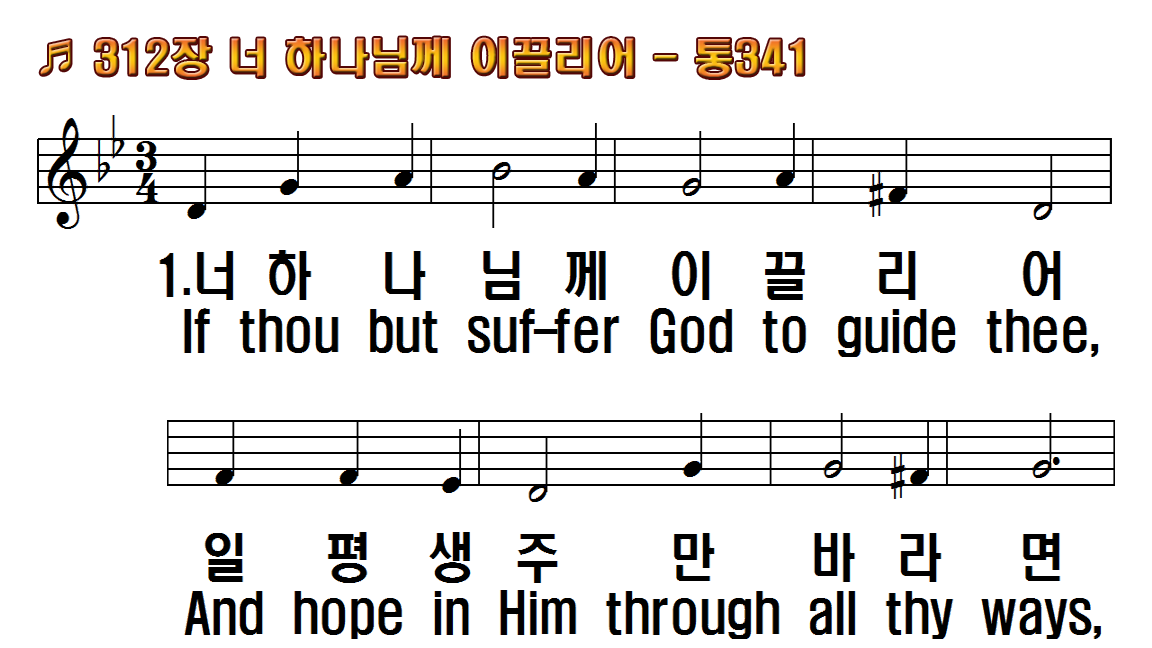 ♬ 312장 너 하나님께 이끌리어 - 통341
3
4
1.너 하 나 님 께 이 끌 리 어
If thou but suf-fer God to guide thee,
일 평 생 주 만 바 라 면
And hope in Him through all thy ways,